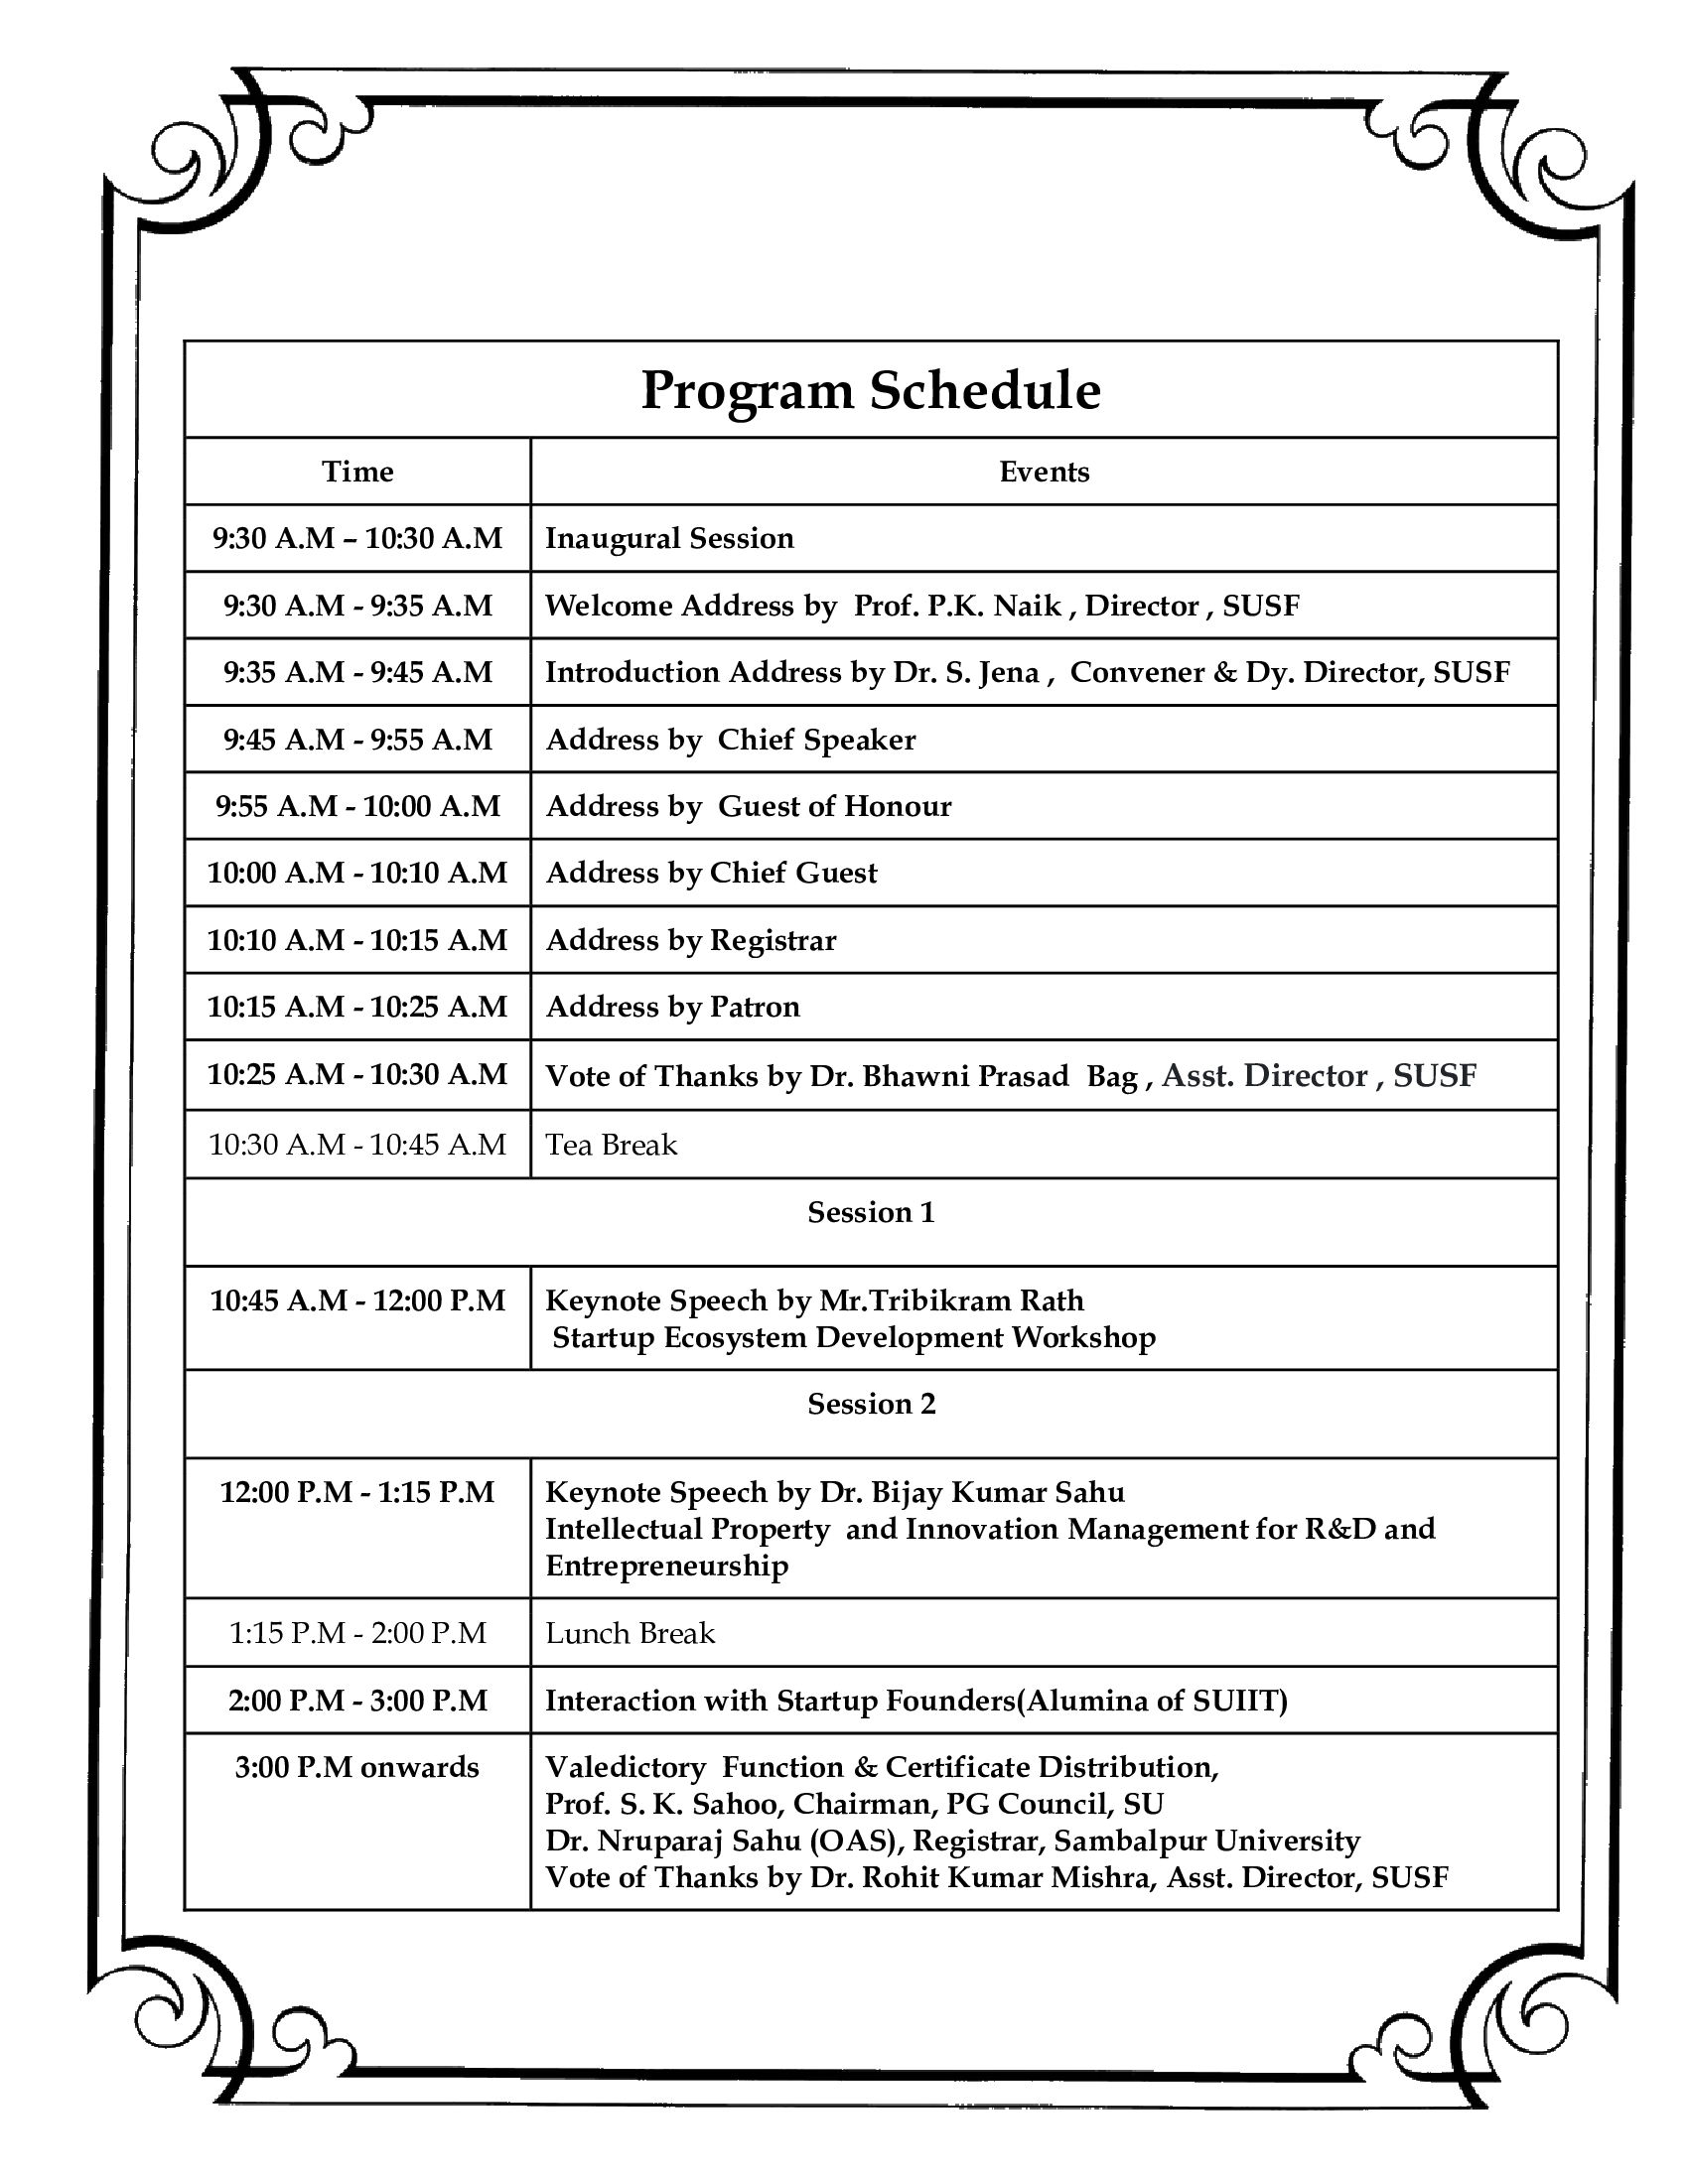 Program Schedule
Time Events
9:30 A.M – 10:30 A.M Inaugural Session
9:30 A.M - 9:35 A.M Welcome Address by Prof. P.K. Naik , Director , SUSF
9:35 A.M - 9:45 A.M Introduction Address by Dr. S. Jena , Convener & Dy. Director, SUSF
9:45 A.M - 9:55 A.M Address by Chief Speaker
9:55 A.M - 10:00 A.M Address by Guest of Honour
10:00 A.M - 10:10 A.M Address by Chief Guest
10:10 A.M - 10:15 A.M Address by Registrar
10:15 A.M - 10:25 A.M Address by Patron
10:25 A.M - 10:30 A.M Vote of Thanks by Dr. Bhawni Prasad Bag , Asst. Director , SUSF
10:30 A.M - 10:45 A.M Tea Break
Session 1
10:45 A.M - 12:00 P.M Keynote Speech by Mr.Tribikram Rath
Startup Ecosystem Development Workshop
Session 2
12:00 P.M - 1:15 P.M Keynote Speech by Dr. Bijay Kumar Sahu
Intellectual Property and Innovation Management for R&D and
Entrepreneurship
1:15 P.M - 2:00 P.M Lunch Break
2:00 P.M - 3:00 P.M Interaction with Startup Founders(Alumina of SUIIT)
3:00 P.M onwards Valedictory Function & Certificate Distribution,
Prof. S. K. Sahoo, Chairman, PG Council, SU
Dr. Nruparaj Sahu (OAS), Registrar, Sambalpur University
Vote of Thanks by Dr. Rohit Kumar Mishra, Asst. Director, SUSF